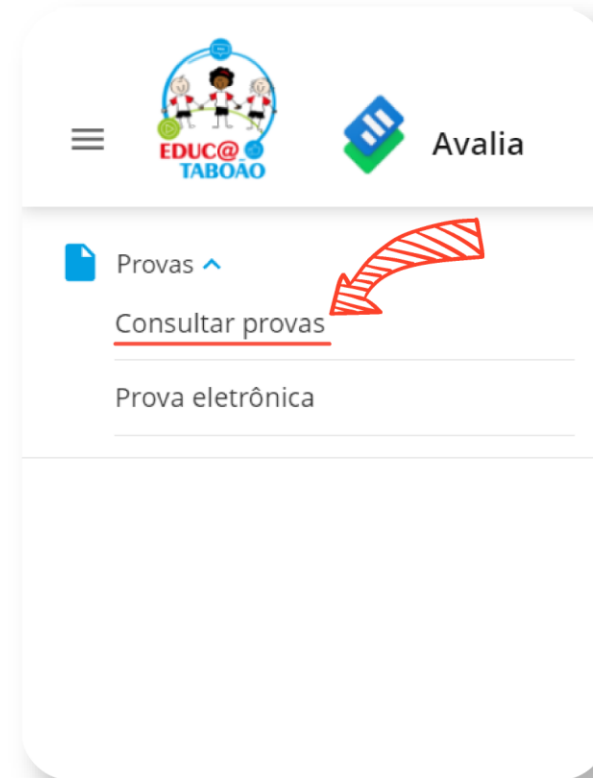 EDUC@
TABOÃO
Avalia
Provas
Consultar provas
Prova eletrônica